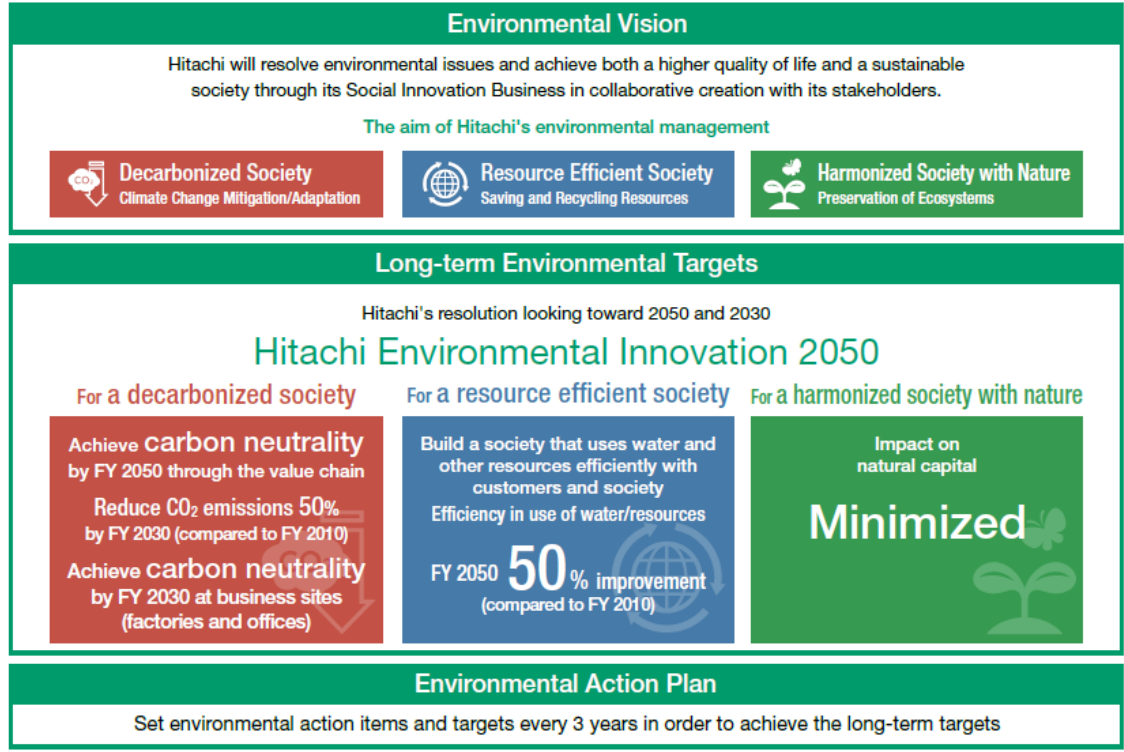 Environmental Vision
Hitachi will resolve environmental issues and achieve both a higher quality of life and a sustainable
society through its Social Innovation Business in collaborative creation with its stakeholders.
The aim of Hitachi's environmental management
CO₂
Decarbonized Society
Climate Change Mitigation/Adaptation
Resource Efficient Society
Saving and Recycling Resources
Harmonized Society with Nature
Preservation of Ecosystems
Long-term Environmental Targets
Hitachi's resolution looking toward 2050 and 2030
Hitachi Environmental Innovation 2050
For a decarbonized society
Achieve carbon neutrality
by FY 2050 through the value chain
Reduce CO₂ emissions 50%
by FY 2030 (compared to FY 2010)
Achieve carbon neutrality
by FY 2030 at business sites
(factories and offices)
CO₂
For a resource efficient society
Build a society that uses water and
other resources efficiently with
customers and society
Efficiency in use of water/resources
FY 2050 50% improvement
(compared to FY 2010)
For a harmonized society with nature
Impact on
natural capital
Minimized
Environmental Action Plan
Set environmental action items and targets every 3 years in order to achieve the long-term targets